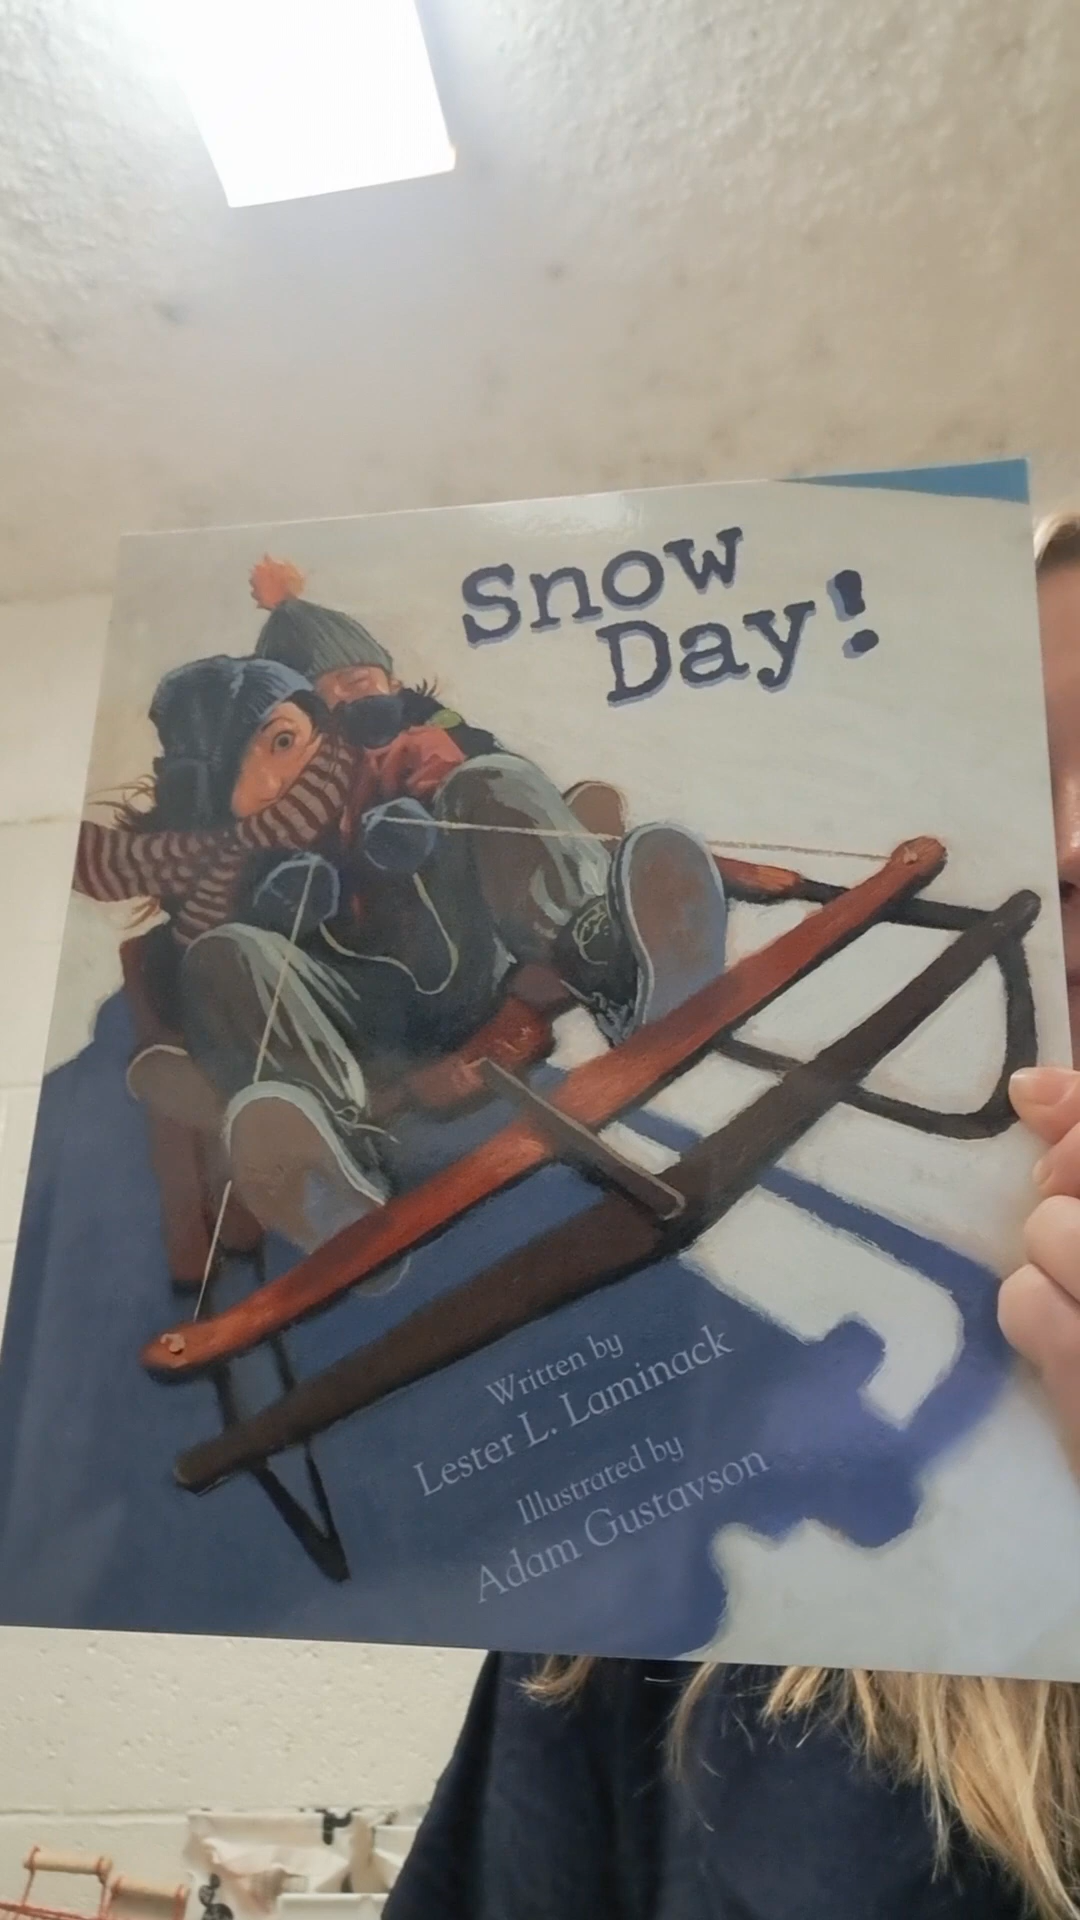 Snow
Day!
Written by
Lester L. Laminack
Illustrated by
Adam Gustavson